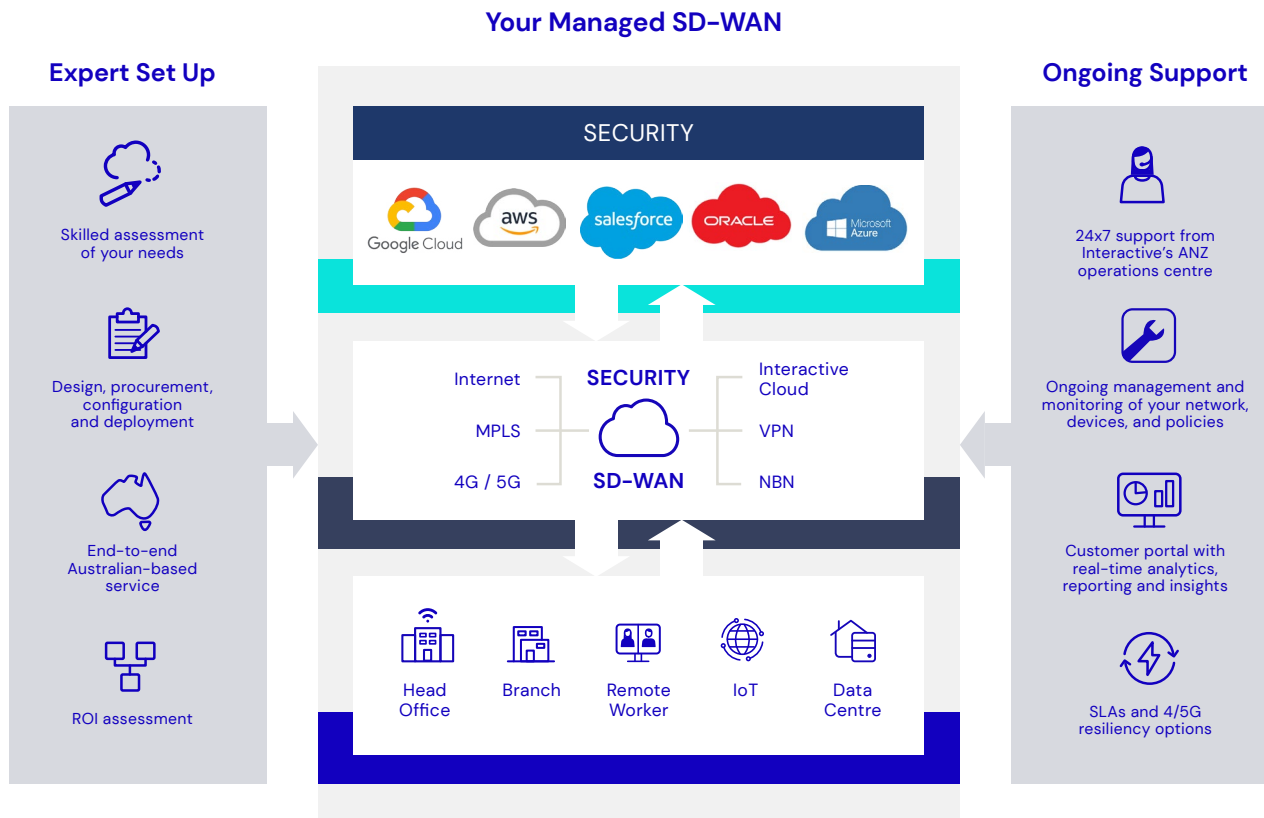 Your Managed SD-WAN
Expert Set Up
Skilled assessment
of your needs
Design, procurement,
configuration
and deployment
End-to-end
Australian-based
service
ROI assessment
SECURITY
Google Cloud
aws
salesforce
ORACLE
Microsoft
Azure
Internet
MPLS
4G / 5G
SECURITY
SD-WAN
Interactive
Cloud
VPN
NBN
Head
Office
Branch
Remote
Worker
IoT
Data
Centre
Ongoing Support
24x7 support from
Interactive's ANZ
operations centre
Ongoing management and
monitoring of your network,
devices, and policies
Customer portal with
real-time analytics,
reporting and insights
SLAs and 4/5G
resiliency options